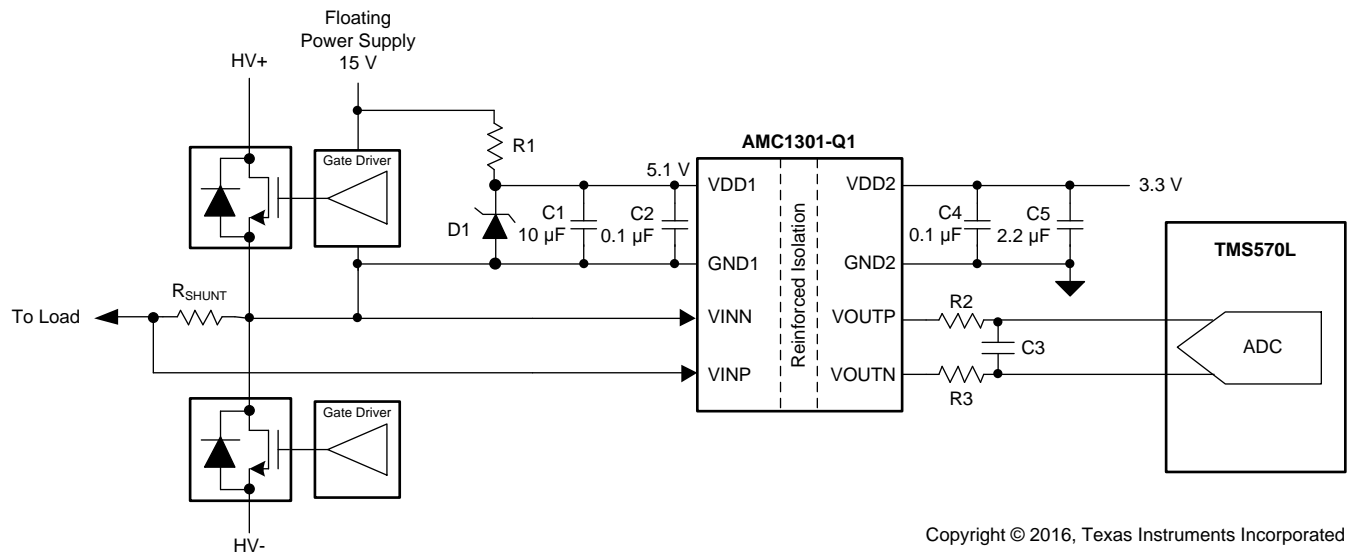 Floating
Power Supply
15 V
HV+
R1
Gate Driver
AMC1301-Q1
5.1 V
VDD1
VDD2
3.3 V
D1
C1
10 µF
C2
0.1 µF
C4
0.1 µF
C5
2.2 µF
TMS570L
GND1
GND2
Reinforced Isolation
RSHUNT
To Load
VINN
VOUTP
R2
C3
ADC
VINP
VOUTN
R3
Gate Driver
HV-
Copyright © 2016, Texas Instruments Incorporated